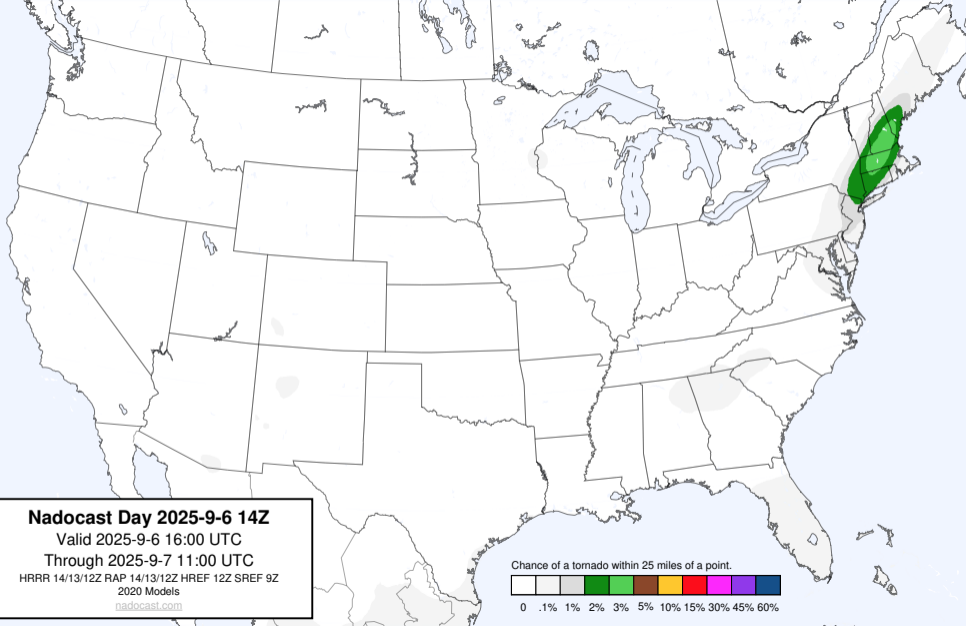 Nadocast Day 2025-9-6 14Z
Valid 2025-9-6 16:00 UTC
Through 2025-9-7 11:00 UTC
HRRR 14/13/12Z RAP 14/13/12Z HREF 12Z SREF 9Z
2020 Models
nadocast.com
Chance of a tornado within 25 miles of a point.
0 .1% 1% 2% 3% 5% 10% 15% 30% 45% 60%